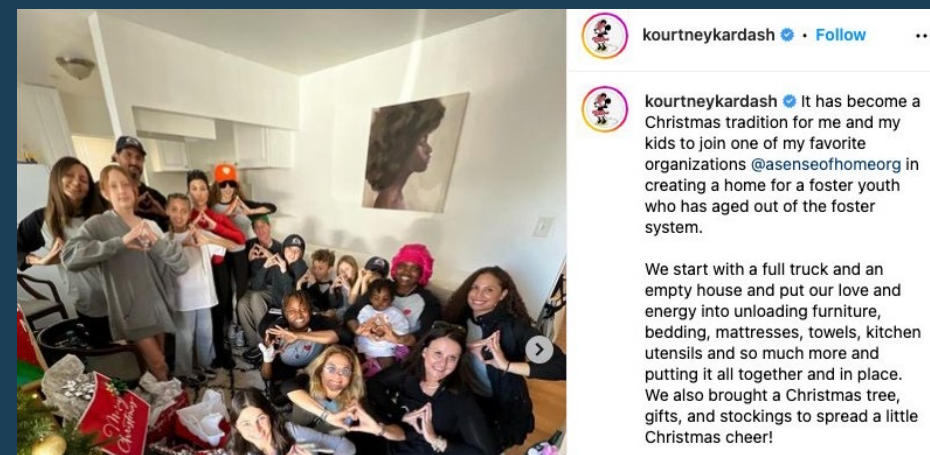 kourtneykardash • Follow
kourtneykardash It has become a
Christmas tradition for me and my
kids to join one of my favorite
organizations @asenseofhomeorg in
creating a home for a foster youth
who has aged out of the foster
system.
We start with a full truck and an
empty house and put our love and
energy into unloading furniture,
bedding, mattresses, towels, kitchen
utensils and so much more and
putting it all together and in place.
We also brought a Christmas tree,
gifts, and stockings to spread a little
Christmas cheer!
Merry
Christmas